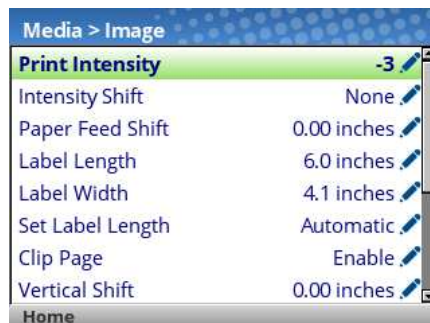 Media > Image
Print Intensity -3
Intensity Shift None
Paper Feed Shift 0.00 inches
Label Length 6.0 inches
Label Width 4.1 inches
Set Label Length Automatic
Clip Page Enable
Vertical Shift 0.00 inches
Home